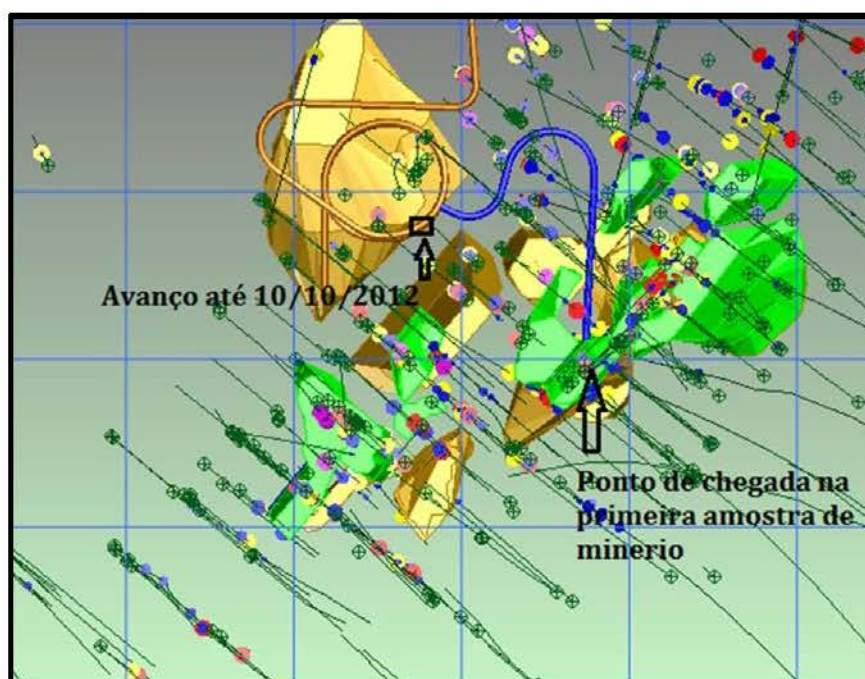 Avanço até 10/10/2012
Ponto de chegada na
primeira amostra de
minerio